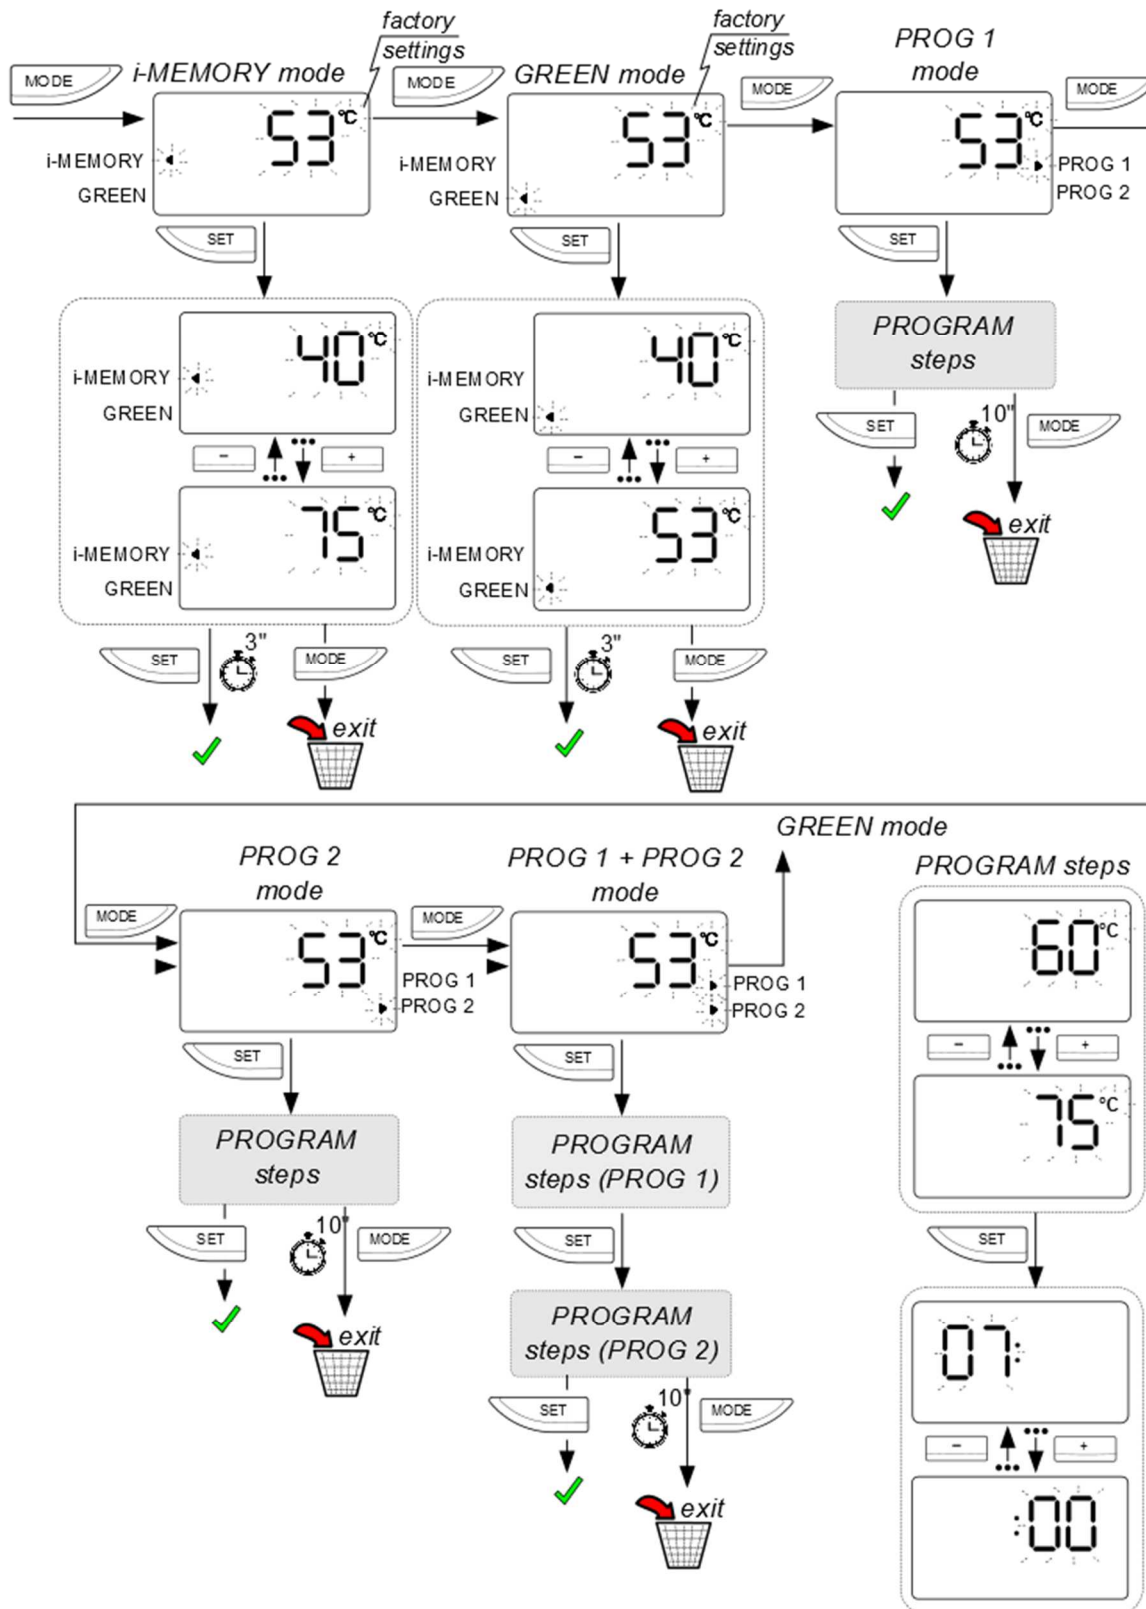 factory
settings
MODE
i-MEMORY mode
53 °C
i-MEMORY
GREEN
MODE
factory
settings
GREEN mode
53 °C
i-MEMORY
GREEN
MODE
PROG 1
mode
53 °C
PROG 1
PROG 2
MODE
SET
SET
SET
40 °C
i-MEMORY
GREEN
- ••• ••• +
75 °C
i-MEMORY
GREEN
40 °C
i-MEMORY
GREEN
- ••• ••• +
53 °C
i-MEMORY
GREEN
PROGRAM
steps
SET
10"
MODE
exit
SET
3"
MODE
exit
SET
3"
MODE
exit
GREEN mode
PROG 2
mode
MODE
53 °C
PROG 1
PROG 2
MODE
PROG 1 + PROG 2
mode
53 °C
PROG 1
PROG 2
SET
SET
PROGRAM
steps
SET
10"
MODE
exit
PROGRAM
steps (PROG 1)
SET
PROGRAM
steps (PROG 2)
SET
10"
MODE
exit
PROGRAM steps
60 °C
- ••• ••• +
75 °C
SET
07:
- ••• ••• +
:00